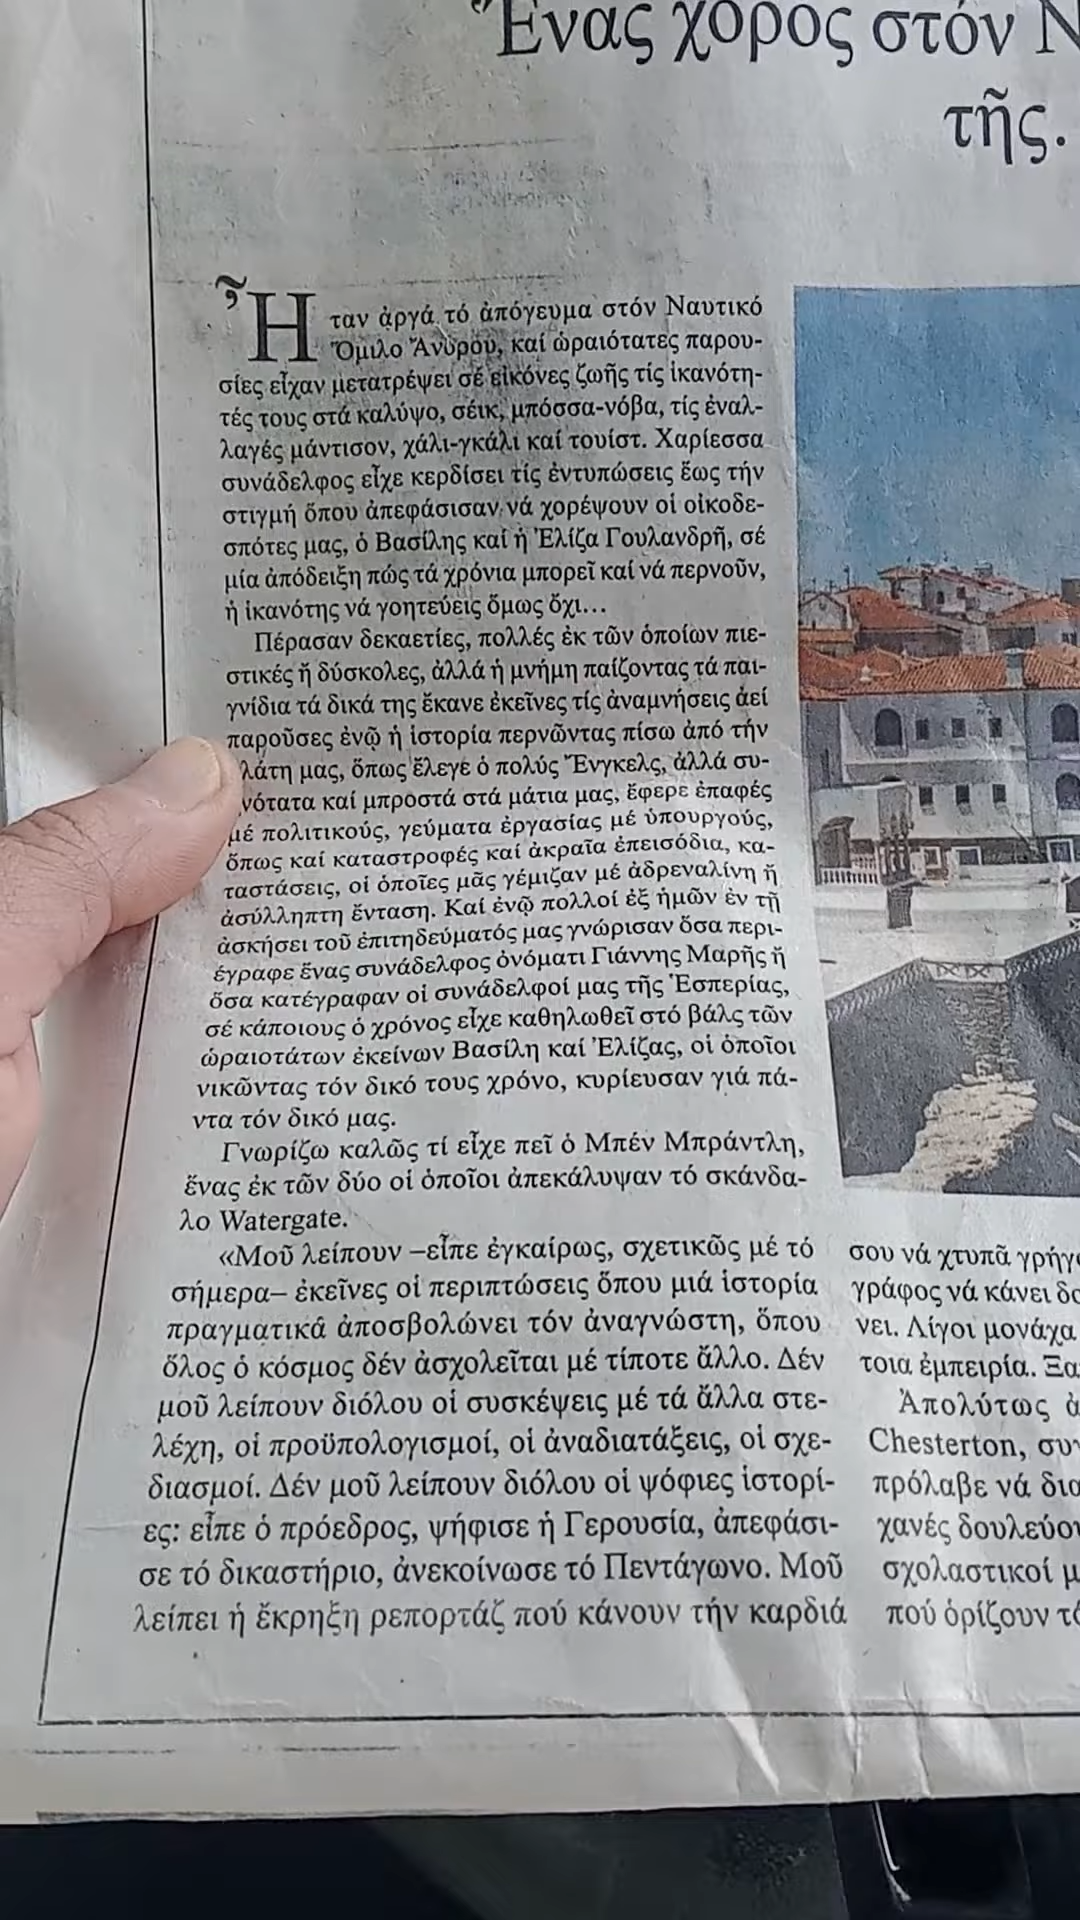 Ἕνας χορός στόν Ν
τῆς.
Ἦταν ἀργά τό ἀπόγευμα στόν Ναυτικό
Ὅμιλο Ἄνδρου, καί ὡραιότατες παρου-
σίες εἶχαν μετατρέψει σέ εἰκόνες ζωῆς τίς ἱκανότη-
τές τους στά καλύψο, σέικ, μπόσσα-νόβα, τίς ἐναλ-
λαγές μάντισον, χάλι-γκάλι καί τουίστ. Χαρίεσσα
συνάδελφος εἶχε κερδίσει τίς ἐντυπώσεις ἕως τήν
στιγμή ὅπου ἀπεφάσισαν νά χορέψουν οἱ οἰκοδε-
σπότες μας, ὁ Βασίλης καί ἡ Ἐλίζα Γουλανδρῆ, σέ
μία ἀπόδειξη πώς τά χρόνια μπορεῖ καί νά περνοῦν,
ἡ ἱκανότης νά γοητεύεις ὅμως ὄχι...
Πέρασαν δεκαετίες, πολλές ἐκ τῶν ὁποίων πιε-
στικές ἤ δύσκολες, ἀλλά ἡ μνήμη παίζοντας τά παι-
γνίδια τά δικά της ἔκανε ἐκεῖνες τίς ἀναμνήσεις ἀεί
παροῦσες ἐνῷ ἡ ἱστορία περνῶντας πίσω ἀπό τήν
λάτη μας, ὅπως ἔλεγε ὁ πολύς Ἔνγκελς, ἀλλά συ-
νότατα καί μπροστά στά μάτια μας, ἔφερε ἐπαφές
μέ πολιτικούς, γεύματα ἐργασίας μέ ὑπουργούς,
ὅπως καί καταστροφές καί ἀκραῖα ἐπεισόδια, κα-
ταστάσεις, οἱ ὁποῖες μᾶς γέμιζαν μέ ἀδρεναλίνη ἤ
ἀσύλληπτη ἔνταση. Καί ἐνῷ πολλοί ἐξ ἡμῶν ἐν τῇ
ἀσκήσει τοῦ ἐπιτηδεύματός μας γνώρισαν ὅσα περι-
έγραφε ἕνας συνάδελφος ὀνόματι Γιάννης Μαρῆς ἤ
ὅσα κατέγραφαν οἱ συνάδελφοί μας τῆς Ἑσπερίας,
σέ κάποιους ὁ χρόνος εἶχε καθηλωθεῖ στό βάλς τῶν
ὡραιοτάτων ἐκείνων Βασίλη καί Ἐλίζας, οἱ ὁποῖοι
νικῶντας τόν δικό τους χρόνο, κυρίευσαν γιά πά-
ντα τόν δικό μας.
Γνωρίζω καλῶς τί εἶχε πεῖ ὁ Μπέν Μπράντλη,
ἕνας ἐκ τῶν δύο οἱ ὁποῖοι ἀπεκάλυψαν τό σκάνδα-
λο Watergate.
«Μοῦ λείπουν –εἶπε ἐγκαίρως, σχετικῶς μέ τό
σήμερα– ἐκεῖνες οἱ περιπτώσεις ὅπου μιά ἱστορία
πραγματικά ἀποσβολώνει τόν ἀναγνώστη, ὅπου
ὅλος ὁ κόσμος δέν ἀσχολεῖται μέ τίποτε ἄλλο. Δέν
μοῦ λείπουν διόλου οἱ συσκέψεις μέ τά ἄλλα στε-
λέχη, οἱ προϋπολογισμοί, οἱ ἀναδιατάξεις, οἱ σχε-
διασμοί. Δέν μοῦ λείπουν διόλου οἱ ψόφιες ἱστορί-
ες: εἶπε ὁ πρόεδρος, ψήφισε ἡ Γερουσία, ἀπεφάσι-
σε τό δικαστήριο, ἀνεκοίνωσε τό Πεντάγωνο. Μοῦ
λείπει ἡ ἔκρηξη ρεπορτάζ πού κάνουν τήν καρδιά
σου νά χτυπᾶ γρήγ
γράφος νά κάνει
νει. Λίγοι μονάχα
τοια ἐμπειρία. Ξα
Ἀπολύτως ἀ
Chesterton, συ
πρόλαβε νά δια
χανές δουλεύου
σχολαστικοί μ
πού ὁρίζουν τό